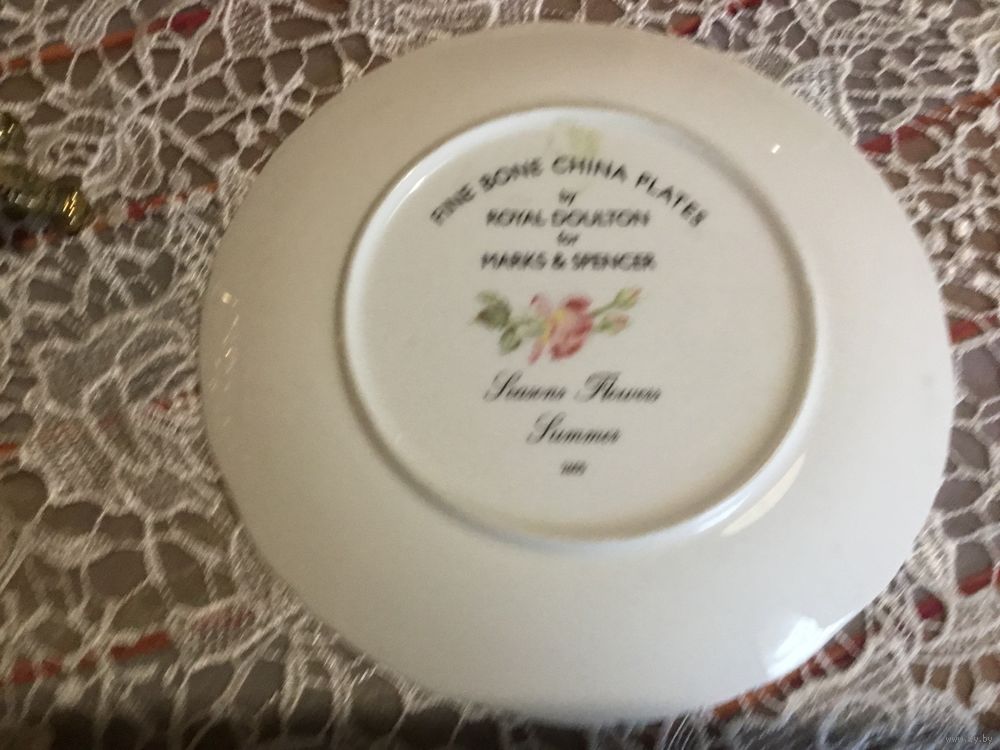 FINE BONE CHINA PLATES
by
ROYAL DOULTON
for
MARKS & SPENCER
Seasons Flowers
Summer